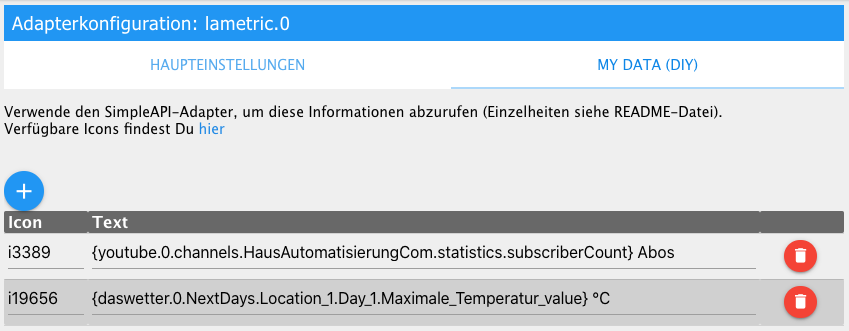 Adapterkonfiguration: lametric.0
HAUPTEINSTELLUNGEN MY DATA (DIY)
Verwende den SimpleAPI-Adapter, um diese Informationen abzurufen (Einzelheiten siehe README-Datei).
Verfügbare Icons findest Du hier
Icon Text
i3389 {youtube.0.channels.HausAutomatisierungCom.statistics.subscriberCount} Abos
i19656 {daswetter.0.NextDays.Location_1.Day_1.Maximale_Temperatur_value} °C